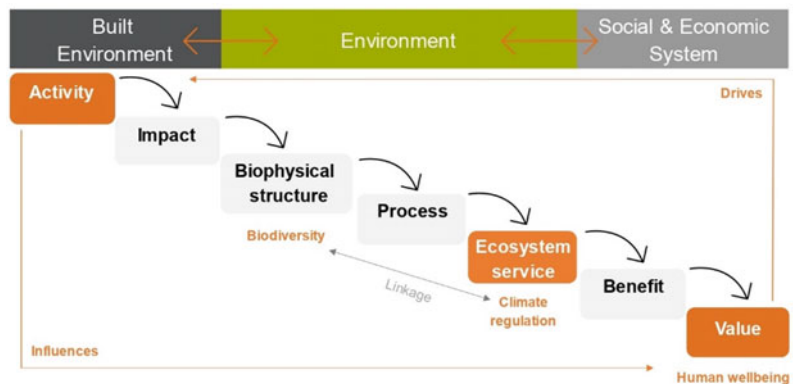 Built
Environment
Environment
Social & Economic
System
Activity
Drives
Impact
Biophysical
structure
Process
Biodiversity
Ecosystem
service
Linkage
Benefit
Climate
regulation
Value
Influences
Human wellbeing